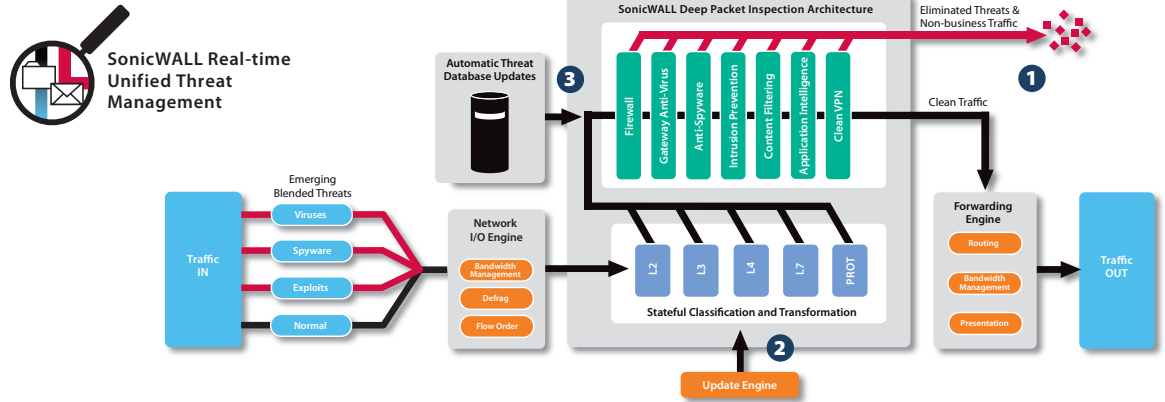 SonicWALL Real-time
Unified Threat
Management
SonicWALL Deep Packet Inspection Architecture
Eliminated Threats &
Non-business Traffic
1
Automatic Threat
Database Updates
3
Firewall
Gateway Anti-Virus
Anti-Spyware
Intrusion Prevention
Content Filtering
Application Intelligence
Clean VPN
Clean Traffic
Traffic
IN
Emerging
Blended Threats
Viruses
Spyware
Exploits
Normal
Network
I/O Engine
Bandwidth
Management
Defrag
Flow Order
L2
L3
L4
L7
PROT
Stateful Classification and Transformation
2
Update Engine
Forwarding
Engine
Routing
Bandwidth
Management
Presentation
Traffic
OUT